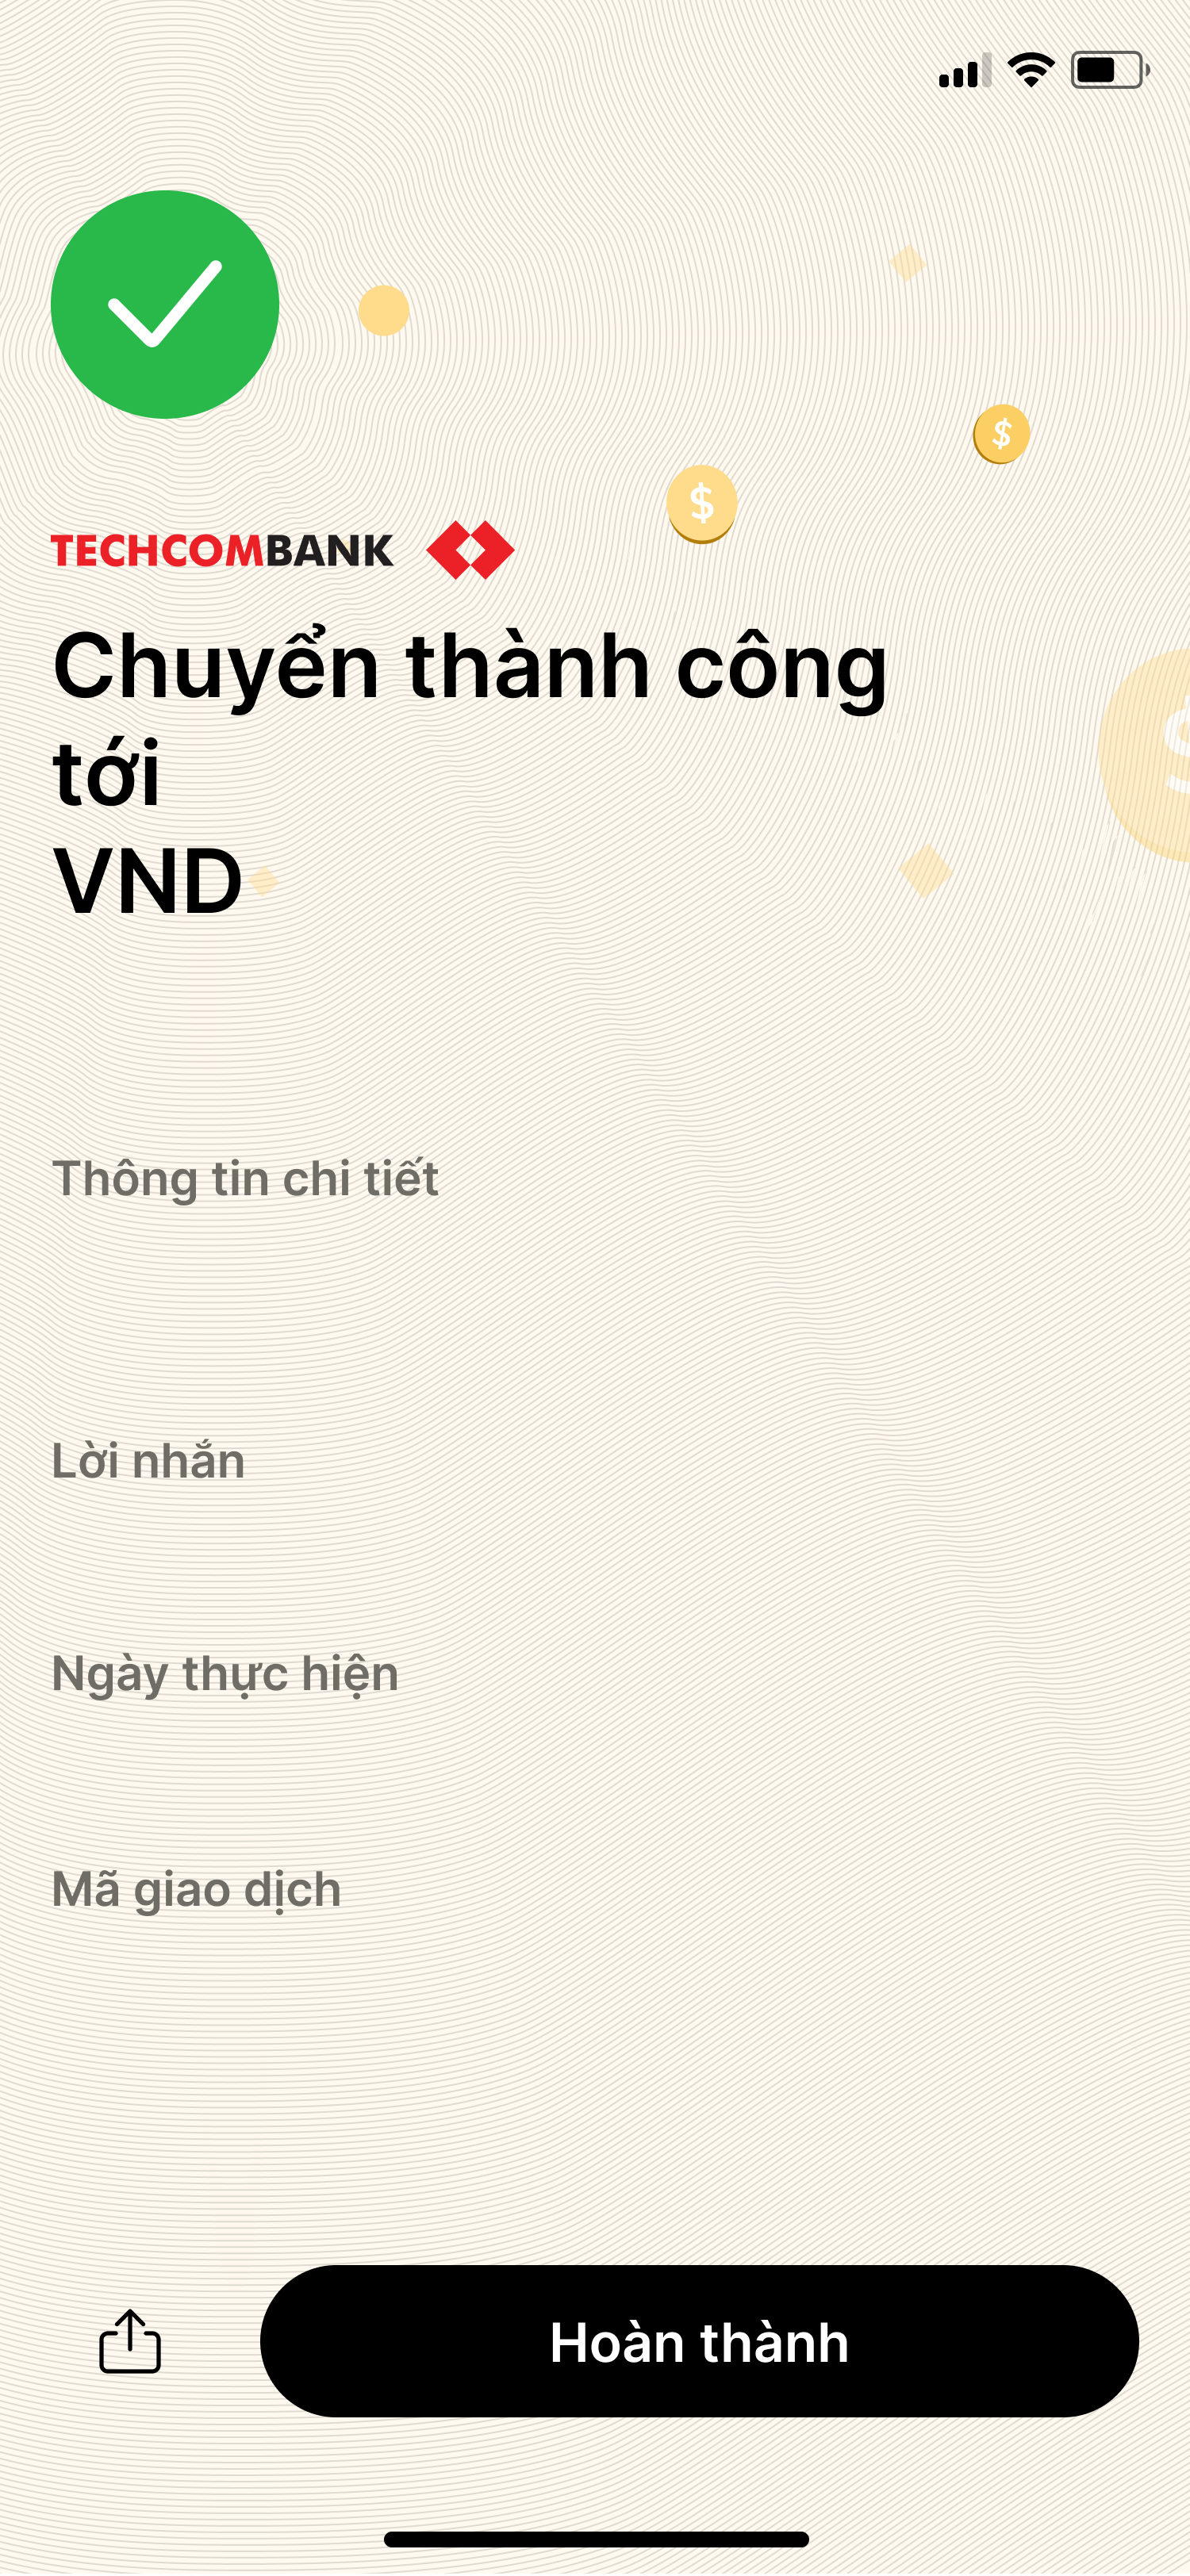 TECHCOMBANK
Chuyển thành công
tới
VND
Thông tin chi tiết
Lời nhắn
Ngày thực hiện
Mã giao dịch
Hoàn thành